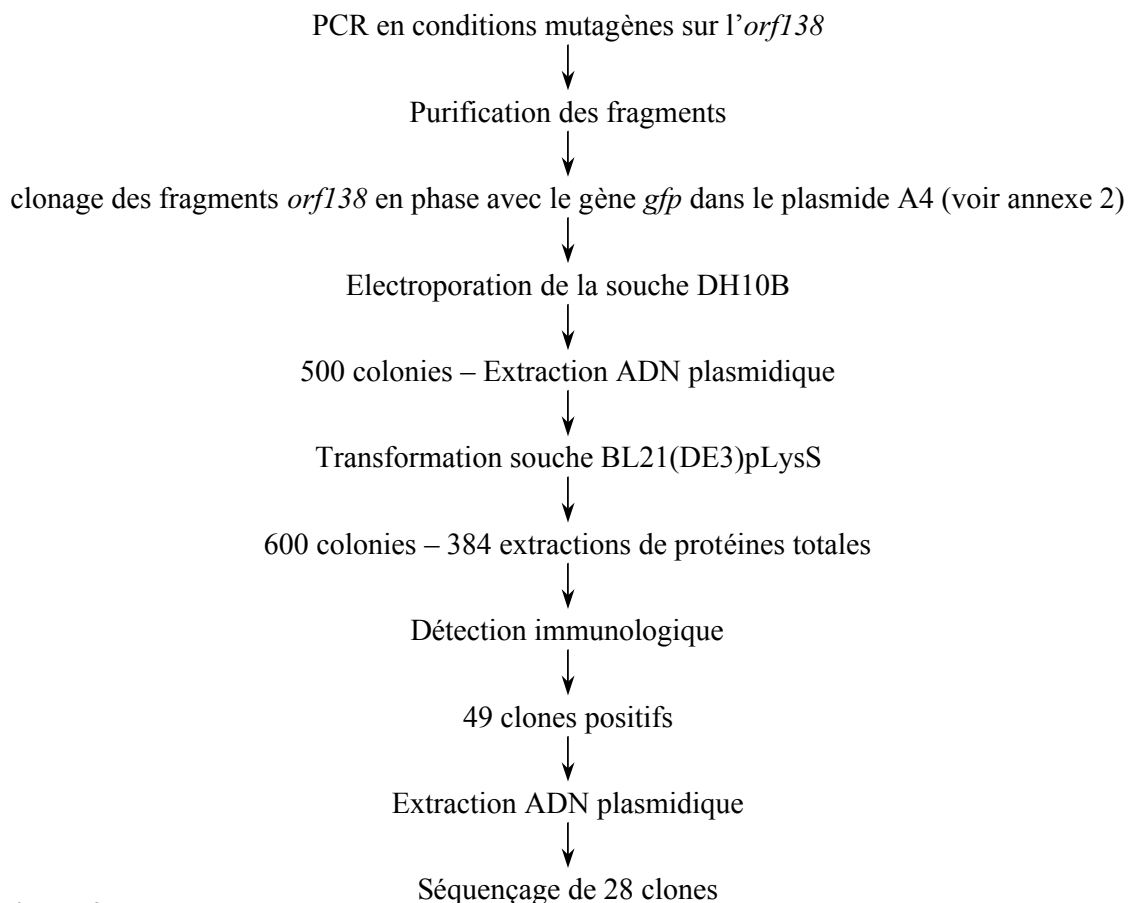 PCR en conditions mutagènes sur l’orf138
Purification des fragments
clonage des fragments orf138 en phase avec le gène gfp dans le plasmide A4 (voir annexe 2)
Electroporation de la souche DH10B
500 colonies – Extraction ADN plasmidique
Transformation souche BL21(DE3)pLysS
600 colonies – 384 extractions de protéines totales
Détection immunologique
49 clones positifs
Extraction ADN plasmidique
Séquençage de 28 clones